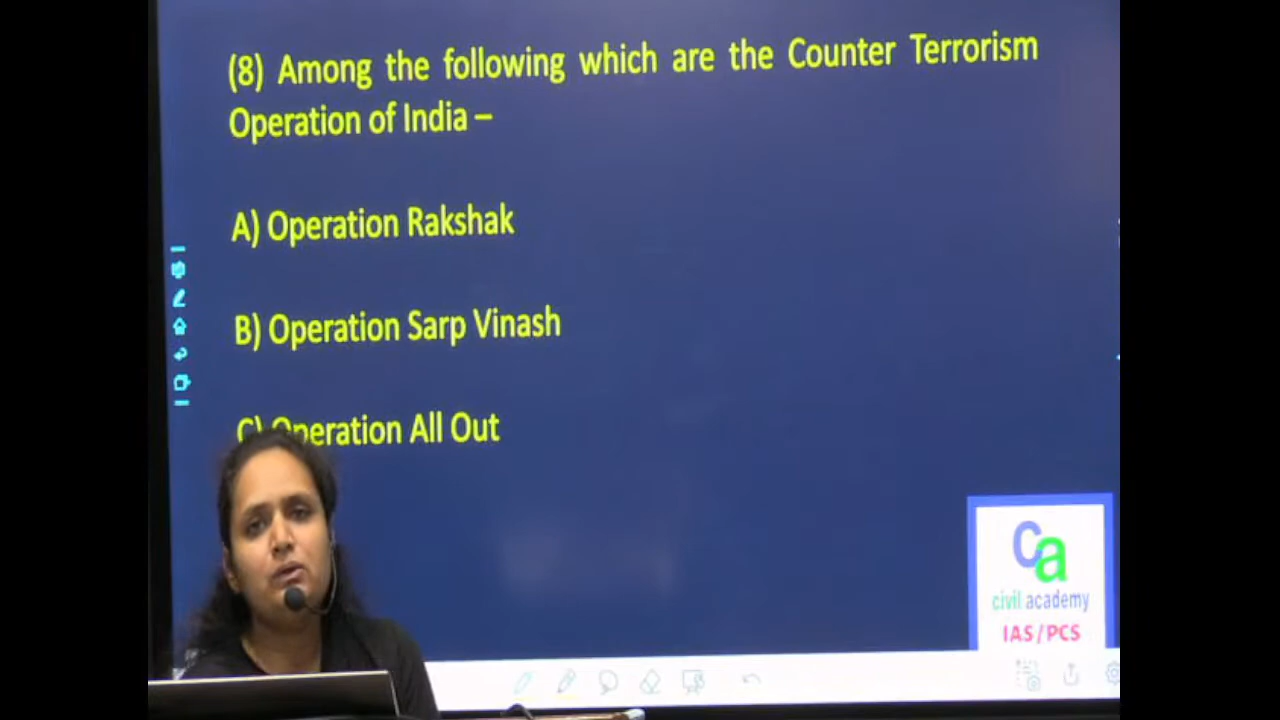 (8) Among the following which are the Counter Terrorism
Operation of India –
A) Operation Rakshak
B) Operation Sarp Vinash
C) Operation All Out
Ca
civil academy
IAS/PCS